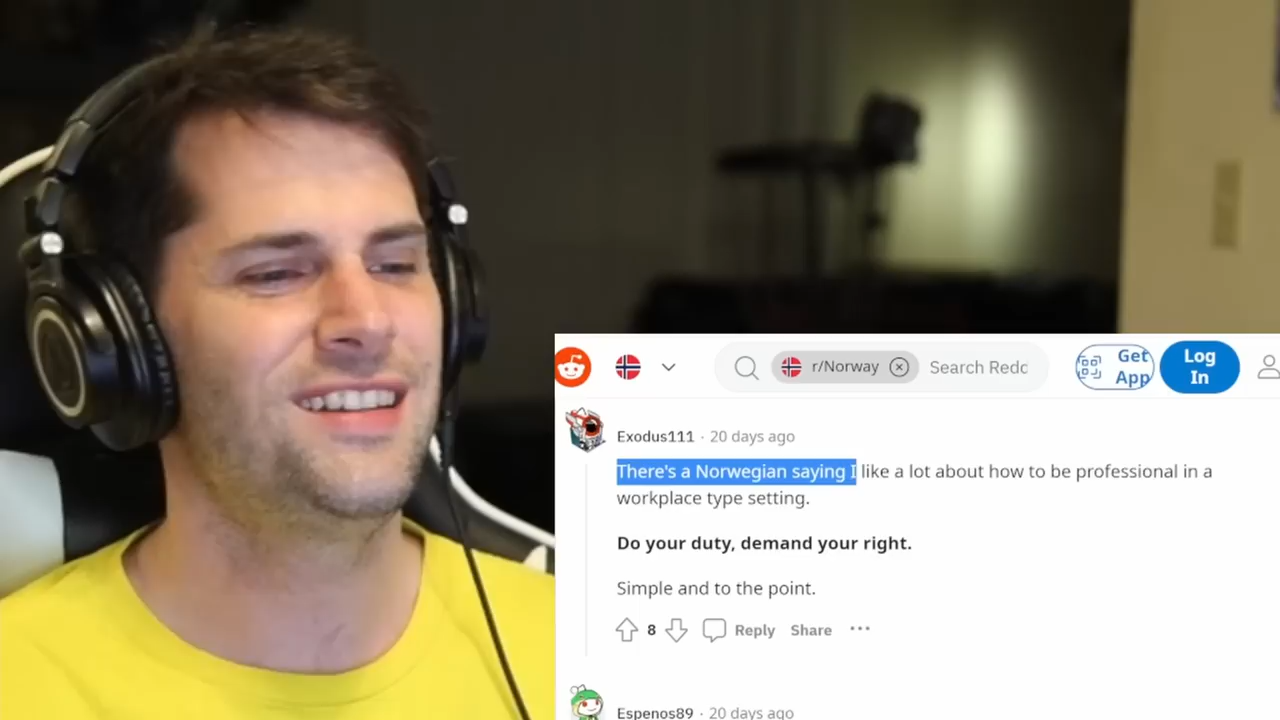 r/Norway Search Redc
Get
App
Log
In
Exodus111 · 20 days ago
There's a Norwegian saying I like a lot about how to be professional in a
workplace type setting.
Do your duty, demand your right.
Simple and to the point.
8 Reply Share ···
Espenos89 · 20 days ago